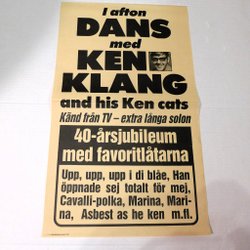 I afton
DANS
med
KEN
KLANG
and his Ken cats
Känd från TV – extra långa solon
40-årsjubileum
med favoritlåtarna
Upp, upp, upp i di blåe, Han
öppnade sej totalt för mej,
Cavalli-polka, Marina, Mari-
na, Asbest as he ken m.fl.